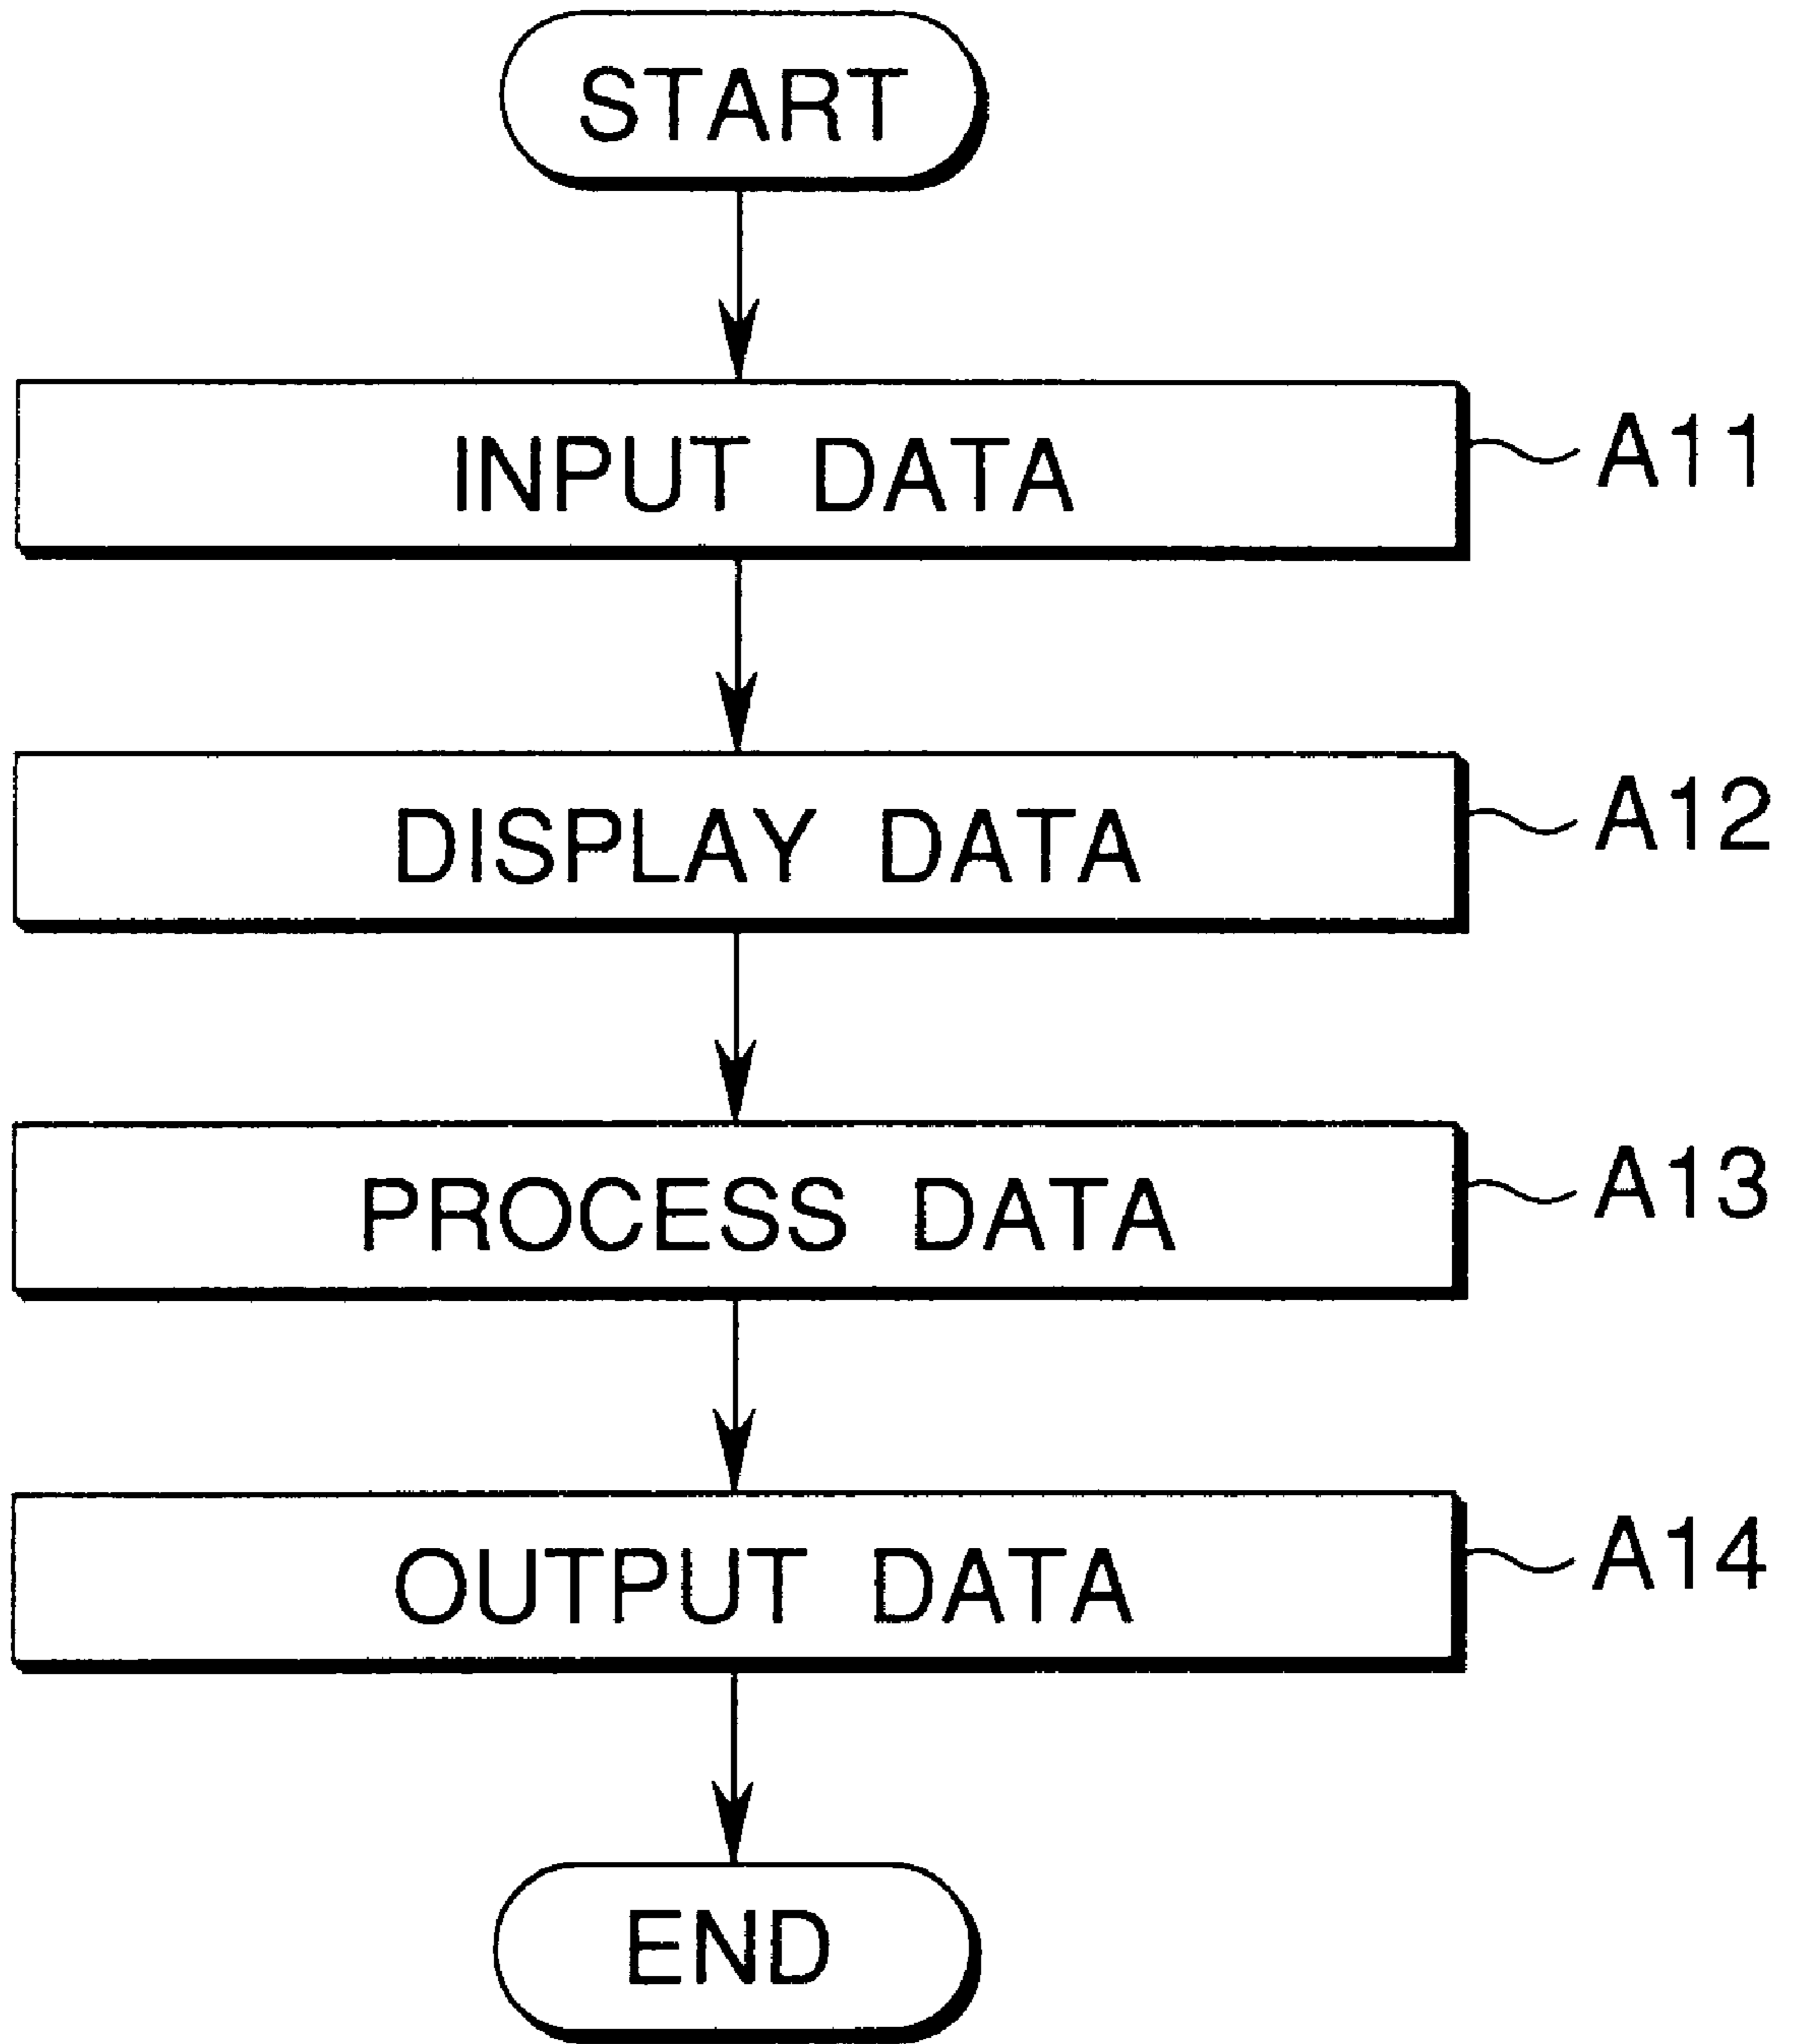 START
INPUT DATA
A11
DISPLAY DATA
A12
PROCESS DATA
A13
OUTPUT DATA
A14
END